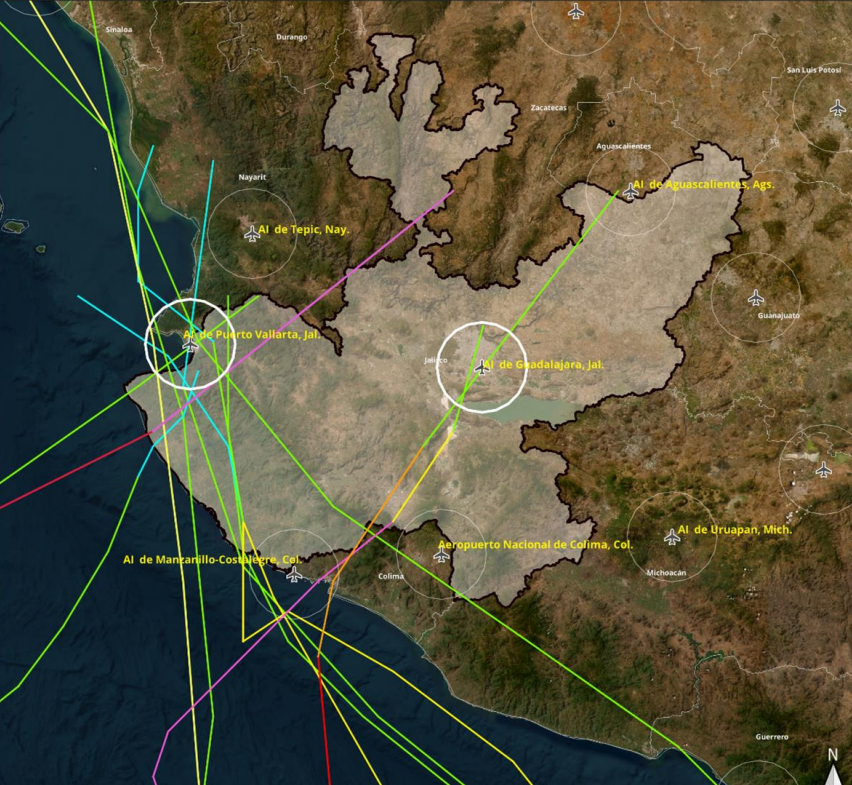 Sinaloa
Durango
San Luis Potosí
Zacatecas
Aguascalientes
Nayarit
AI de Aguascalientes, Ags.
AI de Tepic, Nay.
Guanajuato
AI de Puerto Vallarta, Jal.
Jalisco
AI de Guadalajara, Jal.
AI de Uruapan, Mich.
Aeropuerto Nacional de Colima, Col.
AI de Manzanillo-Costalegre, Col.
Colima
Michoacán
Guerrero
N